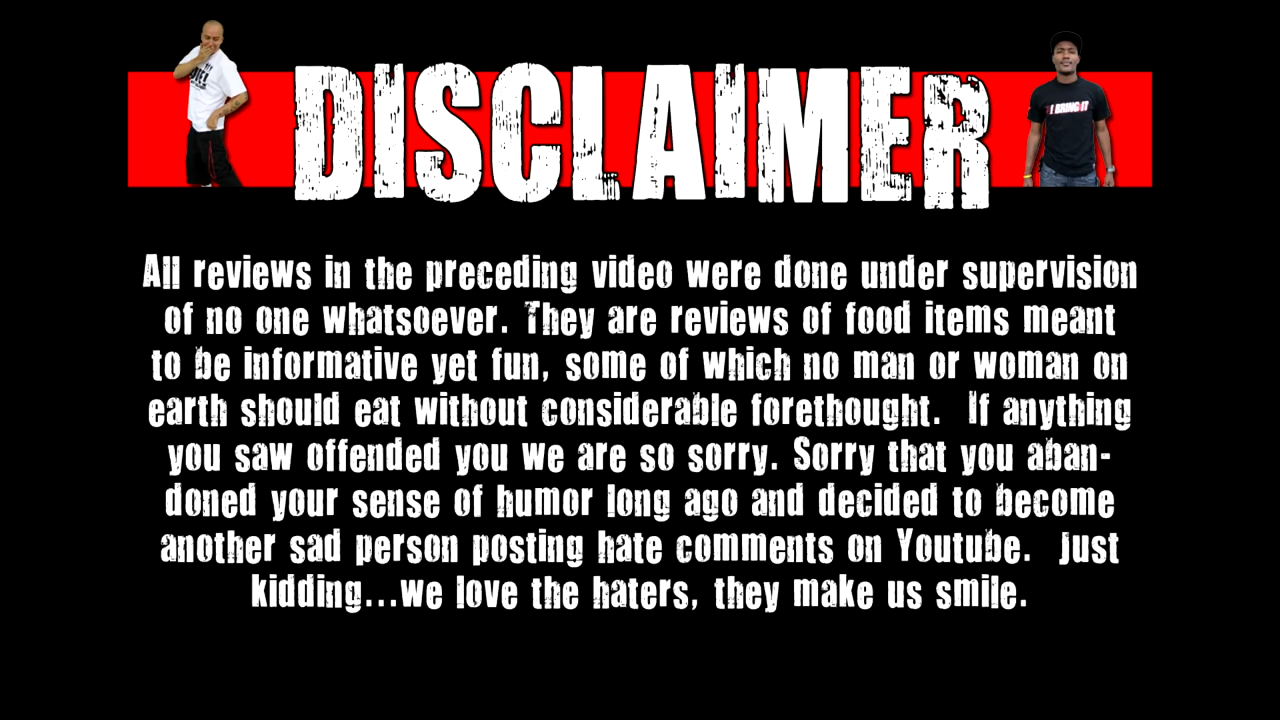 DISCLAIMER
I BRING IT
All reviews in the preceding video were done under supervision
of no one whatsoever. They are reviews of food items meant
to be informative yet fun, some of which no man or woman on
earth should eat without considerable forethought. If anything
you saw offended you we are so sorry. Sorry that you aban-
doned your sense of humor long ago and decided to become
another sad person posting hate comments on Youtube. Just
kidding...we love the haters, they make us smile.